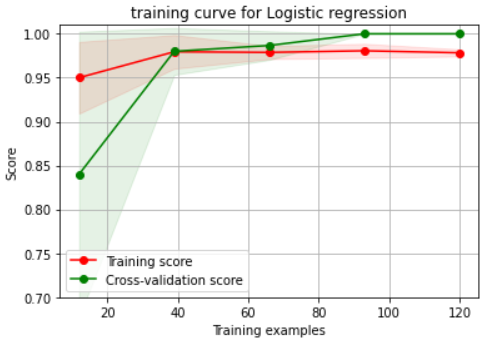 training curve for Logistic regression
1.00
0.95
0.90
0.85
0.80
0.75
0.70
Score
Training score
Cross-validation score
20
40
60
80
100
120
Training examples